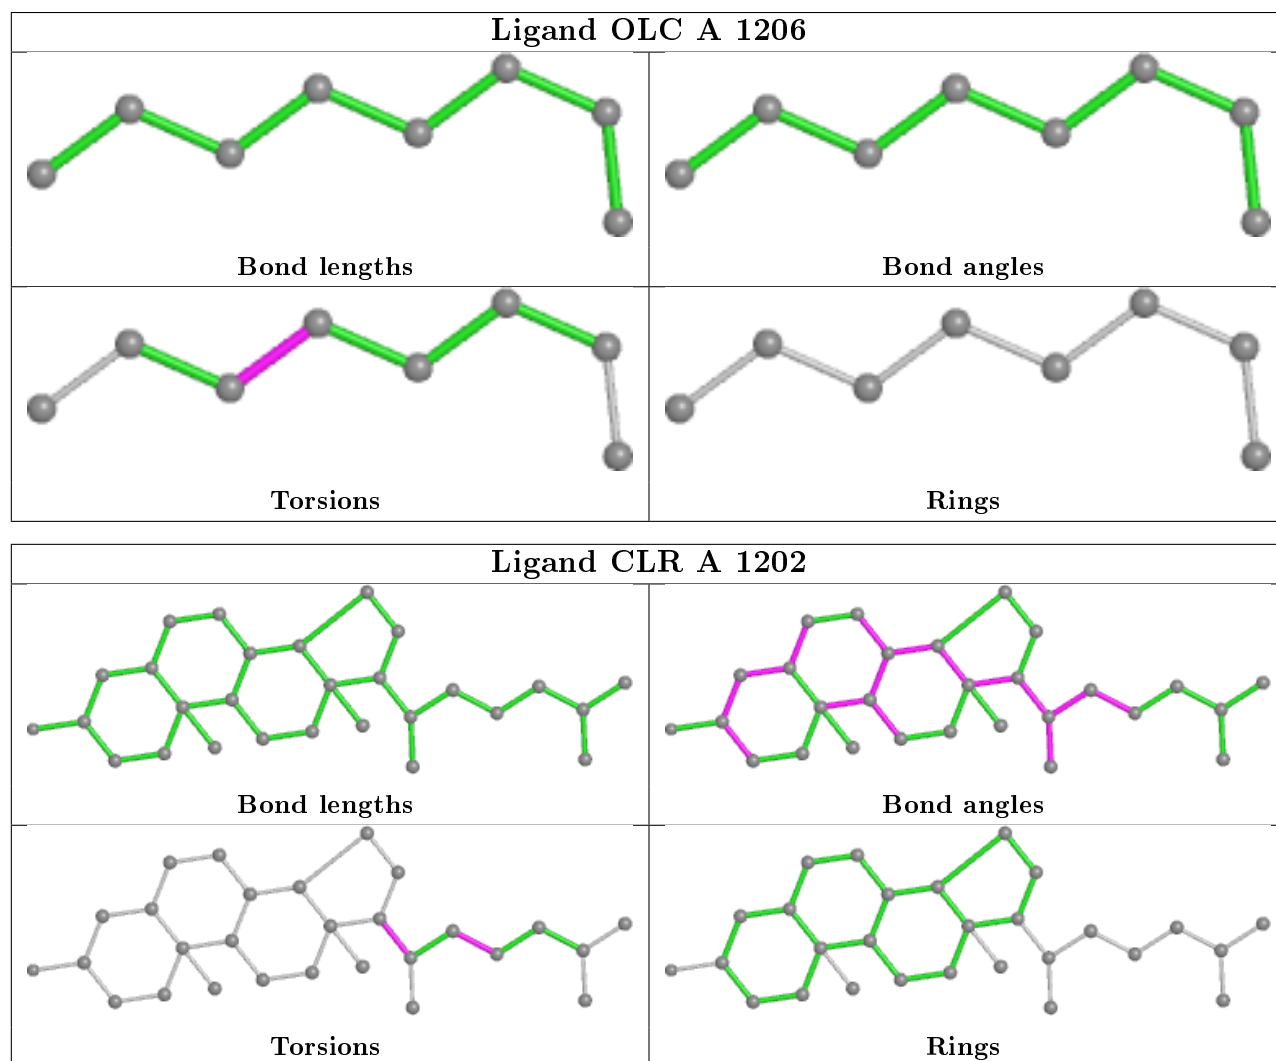 Ligand OLC A 1206
Bond lengths
Bond angles
Torsions
Rings
Ligand CLR A 1202
Bond lengths
Bond angles
Torsions
Rings